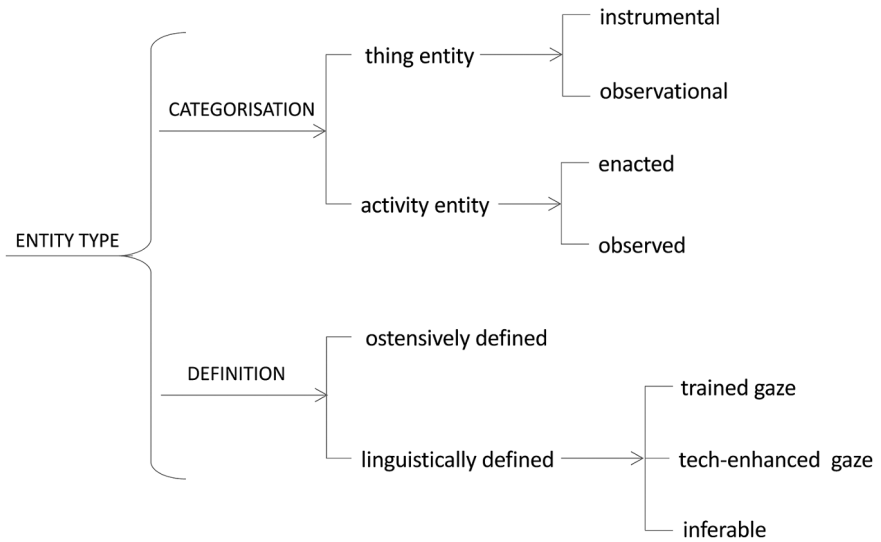 instrumental
thing entity
observational
CATEGORISATION
enacted
activity entity
observed
ENTITY TYPE
ostensively defined
DEFINITION
trained gaze
linguistically defined
tech-enhanced gaze
inferable